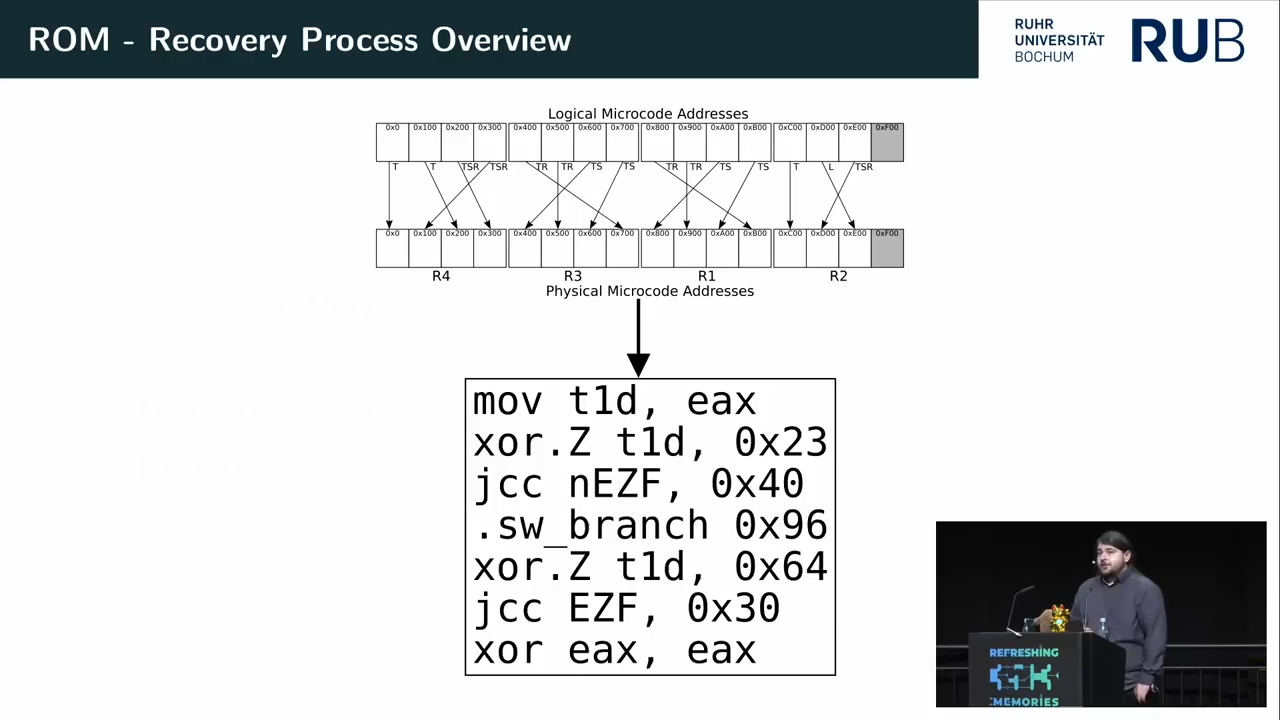 ROM - Recovery Process Overview
RUHR
UNIVERSITÄT
BOCHUM
RUB
Logical Microcode Addresses
0x0 0x100 0x200 0x300 0x400 0x500 0x600 0x700 0x800 0x900 0xA00 0xB00 0xC00 0xD00 0xE00 0xF00
T T TSR TSR TR TR TS TS TR TR TS TS T L TSR
0x0 0x100 0x200 0x300 0x400 0x500 0x600 0x700 0x800 0x900 0xA00 0xB00 0xC00 0xD00 0xE00 0xF00
R4 R3 R1 R2
Physical Microcode Addresses
mov t1d, eax
xor.Z t1d, 0x23
jcc nEZF, 0x40
.sw_branch 0x96
xor.Z t1d, 0x64
jcc EZF, 0x30
xor eax, eax
REFRESHING
:MEMORIES